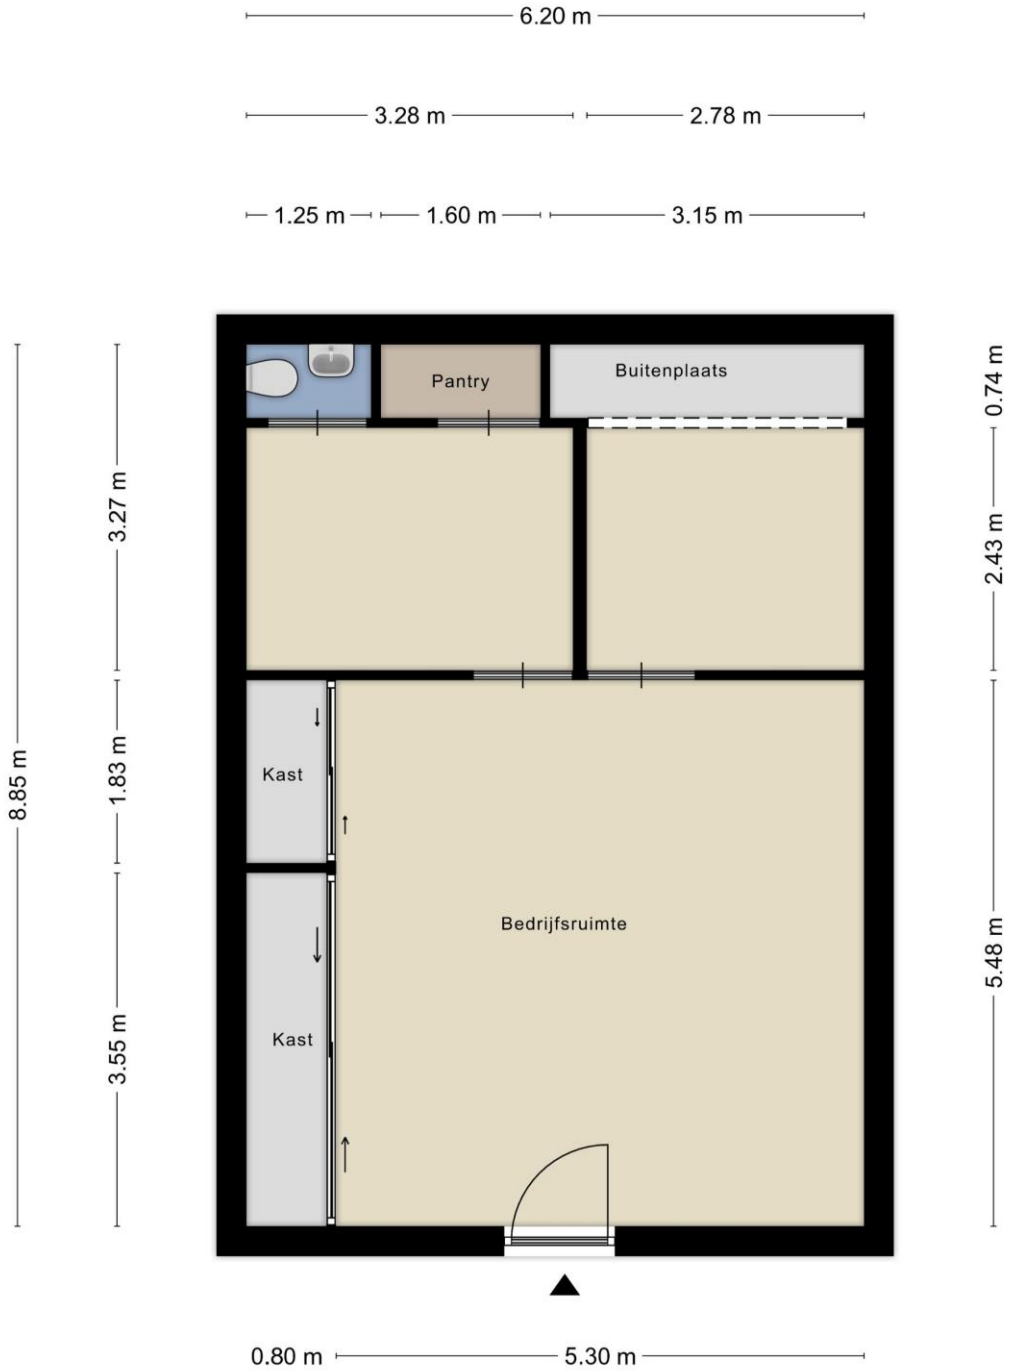 6.20 m
3.28 m
2.78 m
1.25 m
1.60 m
3.15 m
Pantry
Buitenplaats
0.74 m
3.27 m
2.43 m
8.85 m
1.83 m
Kast
Bedrijfsruimte
5.48 m
3.55 m
Kast
0.80 m
5.30 m